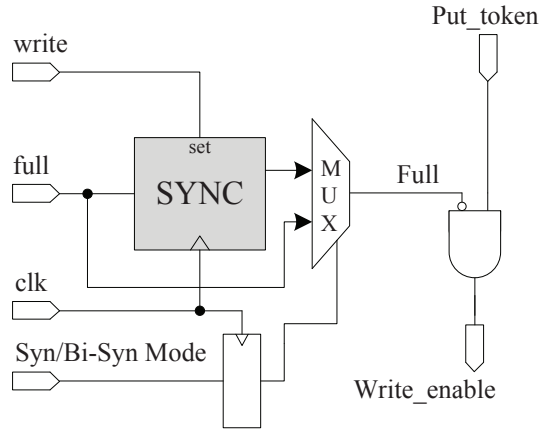 Put_token
write
set
full
SYNC
M
U
X
Full
clk
Syn/Bi-Syn Mode
Write_enable